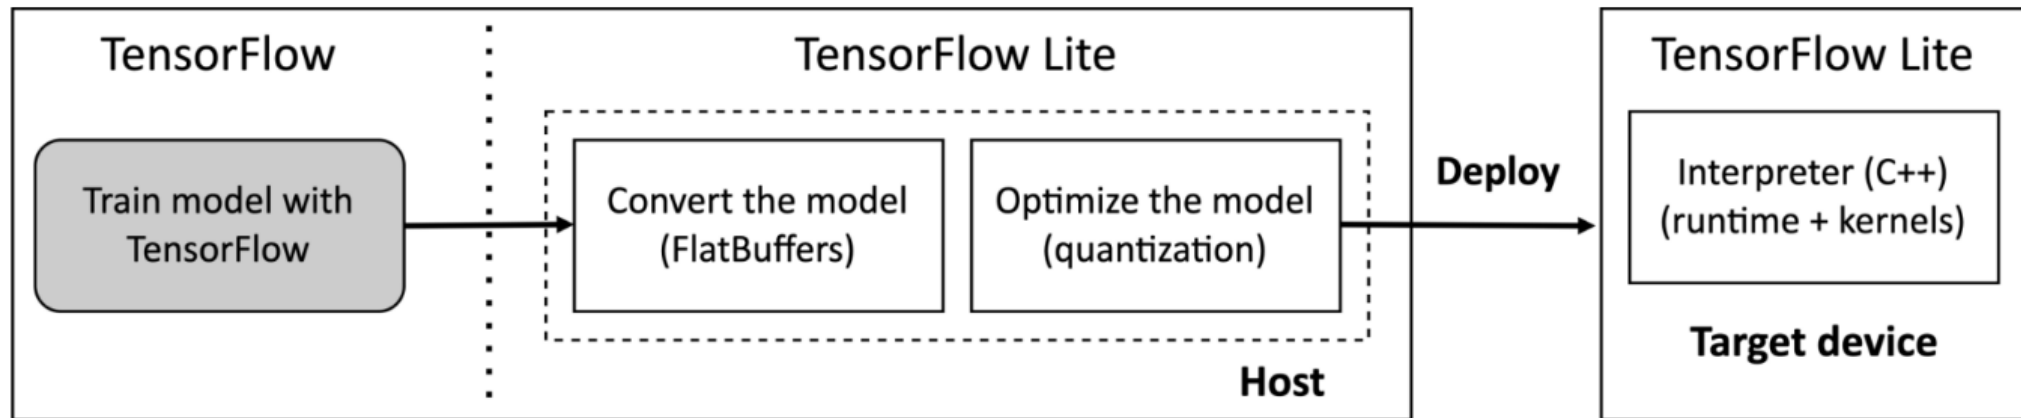 TensorFlow
Train model with
TensorFlow
TensorFlow Lite
Convert the model
(FlatBuffers)
Optimize the model
(quantization)
Host
Deploy
TensorFlow Lite
Interpreter (C++)
(runtime + kernels)
Target device